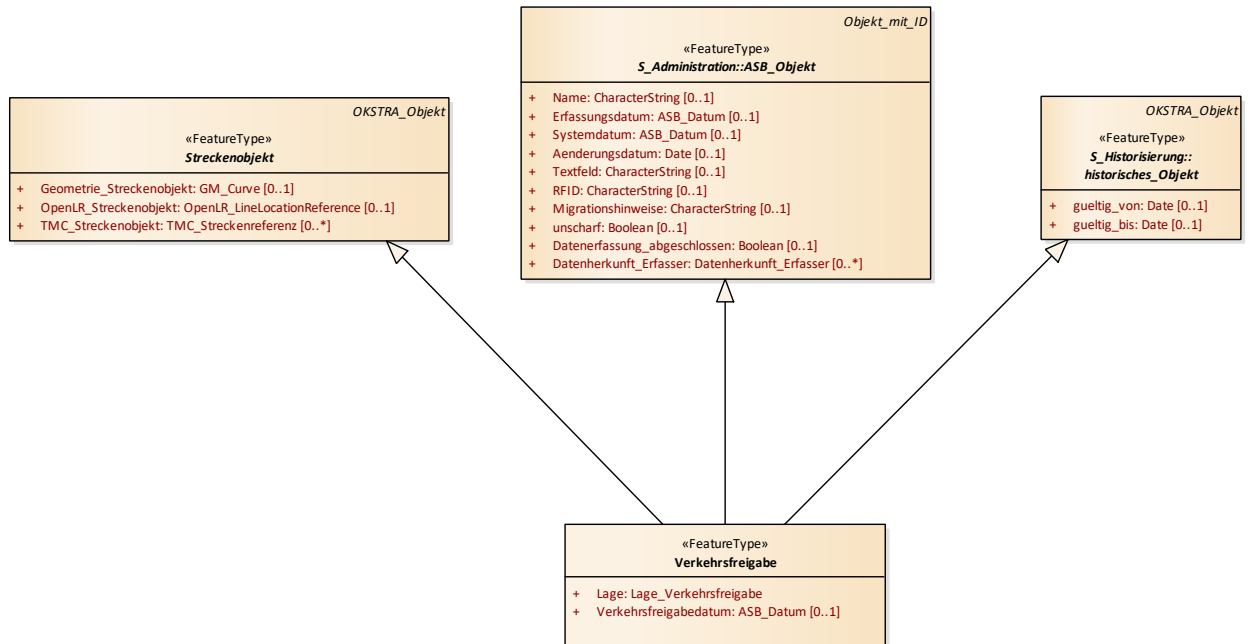 OKSTRA_Objekt
«FeatureType»
Streckenobjekt
+ Geometrie_Streckenobjekt: GM_Curve [0..1]
+ OpenLR_Streckenobjekt: OpenLR_LineLocationReference [0..1]
+ TMC_Streckenobjekt: TMC_Streckenreferenz [0..*]
Objekt_mit_ID
«FeatureType»
S_Administration::ASB_Objekt
+ Name: CharacterString [0..1]
+ Erfassungsdatum: ASB_Datum [0..1]
+ Systemdatum: ASB_Datum [0..1]
+ Aenderungsdatum: Date [0..1]
+ Textfeld: CharacterString [0..1]
+ RFID: CharacterString [0..1]
+ Migrationshinweise: CharacterString [0..1]
+ unscharf: Boolean [0..1]
+ Datenerfassung_abgeschlossen: Boolean [0..1]
+ Datenherkunft_Erfasser: Datenherkunft_Erfasser [0..*]
OKSTRA_Objekt
«FeatureType»
S_Historisierung::
historisches_Objekt
+ gueltig_von: Date [0..1]
+ gueltig_bis: Date [0..1]
«FeatureType»
Verkehrsfreigabe
+ Lage: Lage_Verkehrsfreigabe
+ Verkehrsfreigabedatum: ASB_Datum [0..1]